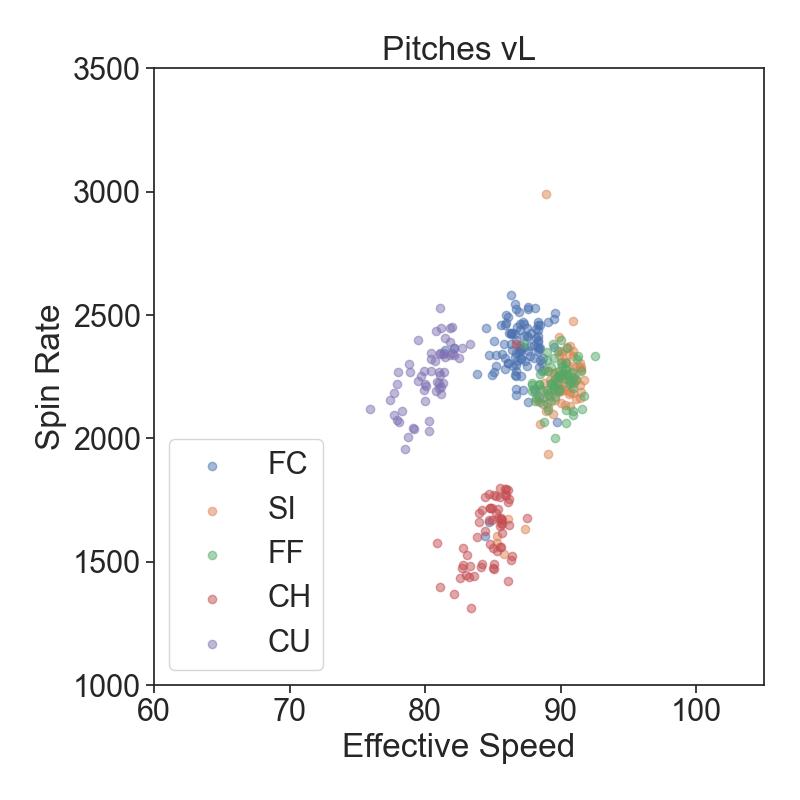 Pitches vL
3500
3000
2500
2000
1500
1000
Spin Rate
FC
SI
FF
CH
CU
60 70 80 90 100
Effective Speed